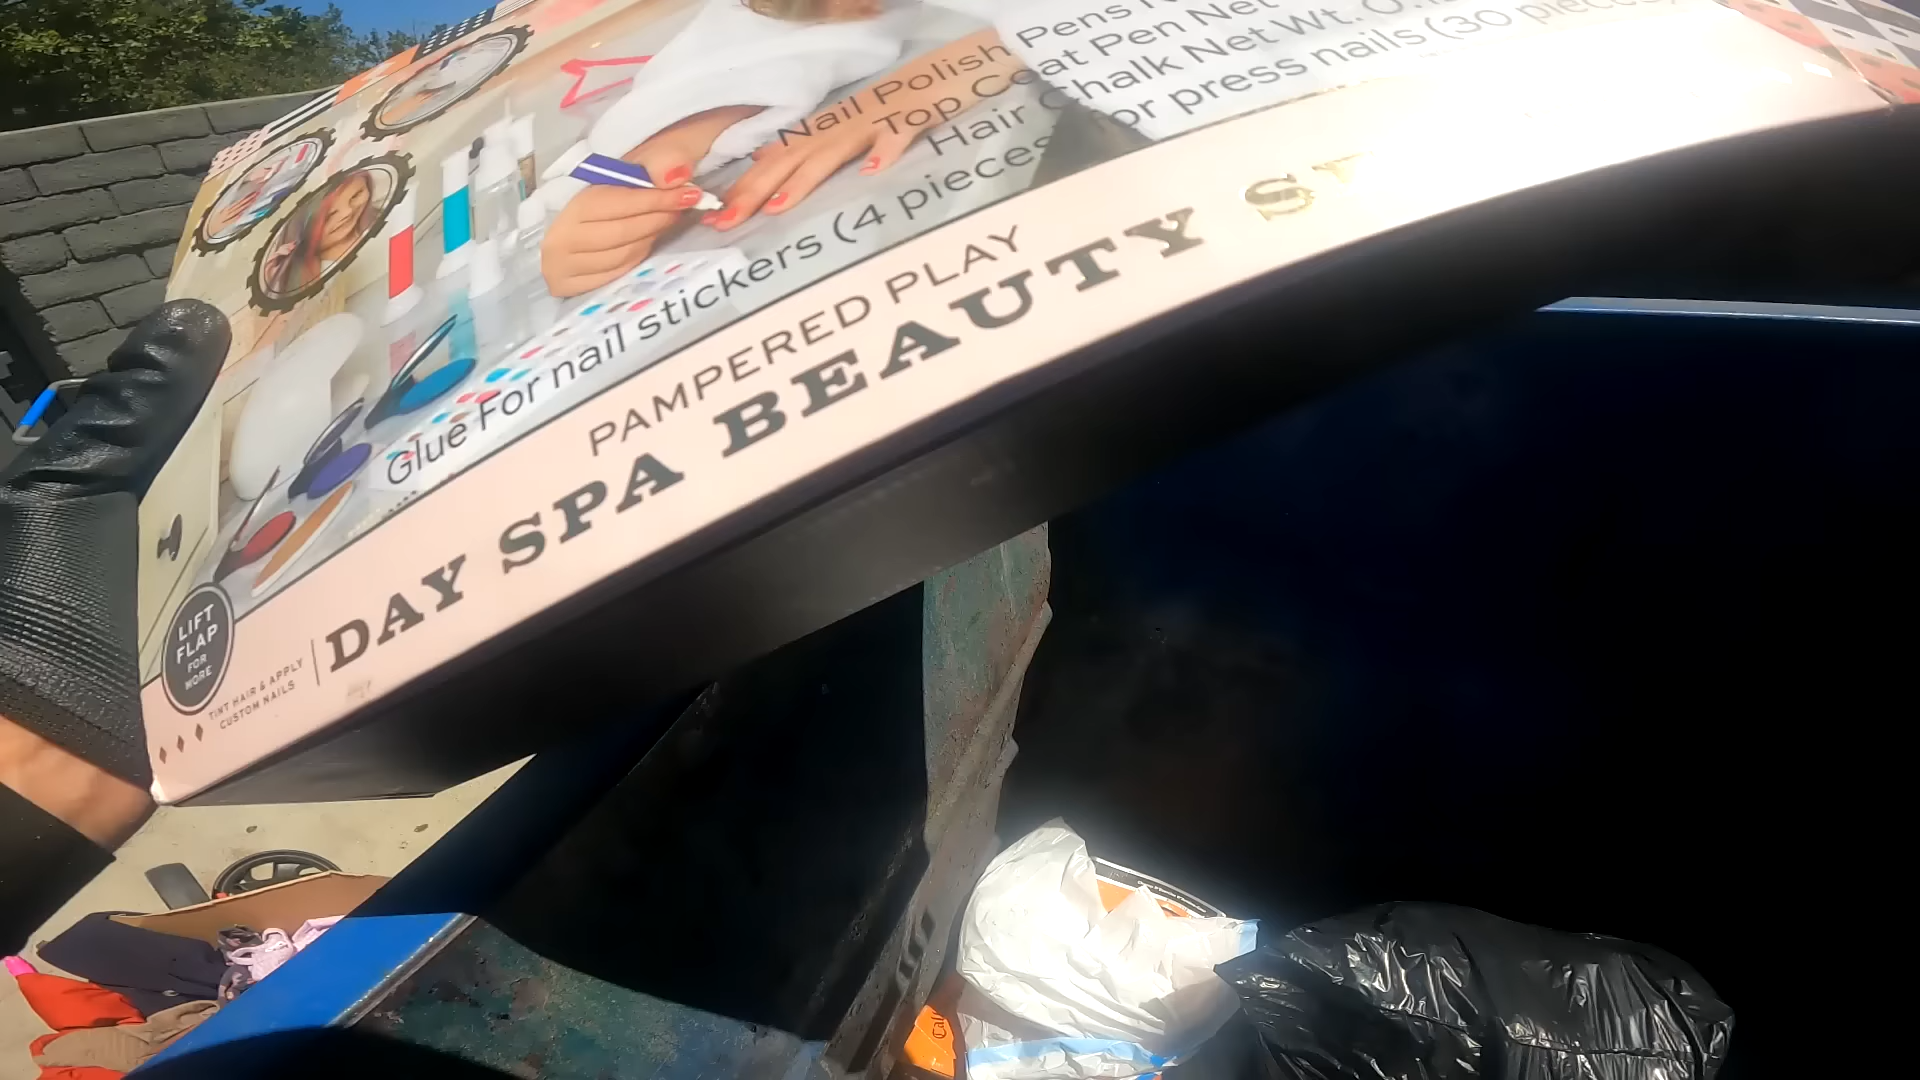 Nail Polish Pens
Top Coat Pen Net
Hair Chalk Net Wt.
Glue For nail stickers (4 pieces) for press nails (30 pieces)
PAMPERED PLAY
DAY SPA BEAUTY
LIFT
FLAP
FOR
MORE
TINT HAIR & APPLY
CUSTOM NAILS